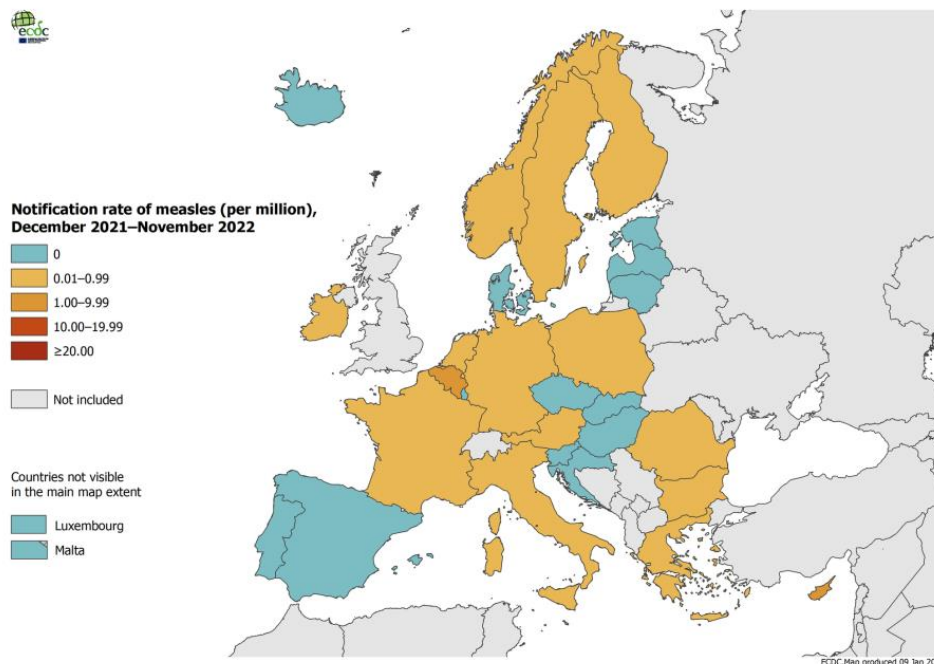 ecdc
Notification rate of measles (per million),
December 2021–November 2022
0
0.01–0.99
1.00–9.99
10.00–19.99
≥20.00
Not included
Countries not visible
in the main map extent
Luxembourg
Malta
ECDC. Map produced 09 Jan 20